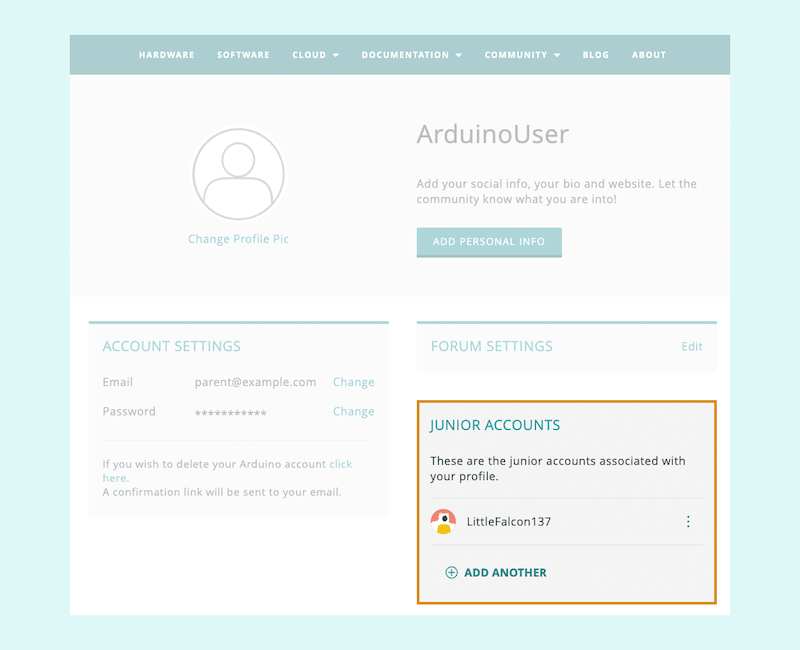 HARDWARE SOFTWARE CLOUD DOCUMENTATION COMMUNITY BLOG ABOUT
ArduinoUser
Add your social info, your bio and website. Let the
community know what you are into!
Change Profile Pic
ADD PERSONAL INFO
ACCOUNT SETTINGS
Email parent@example.com Change
Password *********** Change
If you wish to delete your Arduino account click
here.
A confirmation link will be sent to your email.
FORUM SETTINGS Edit
JUNIOR ACCOUNTS
These are the junior accounts associated with
your profile.
LittleFalcon137
ADD ANOTHER